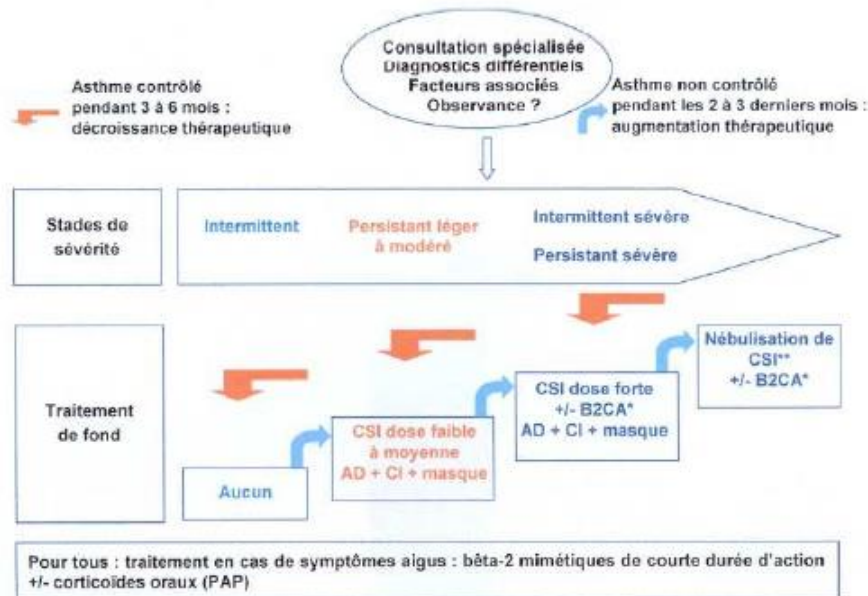 Consultation spécialisée
Diagnostics différentiels
Facteurs associés
Observance ?
Asthme contrôlé
pendant 3 à 6 mois :
décroissance thérapeutique
Asthme non contrôlé
pendant les 2 à 3 derniers mois :
augmentation thérapeutique
Stades de
sévérité
Intermittent
Persistant léger
à modéré
Intermittent sévère
Persistant sévère
Traitement
de fond
Aucun
CSI dose faible
à moyenne
AD + CI + masque
CSI dose forte
+/- B2CA*
AD + CI + masque
Nébulisation de
CSI**
+/- B2CA*
Pour tous : traitement en cas de symptômes aigus : bêta-2 mimétiques de courte durée d'action
+/- corticoïdes oraux (PAP)